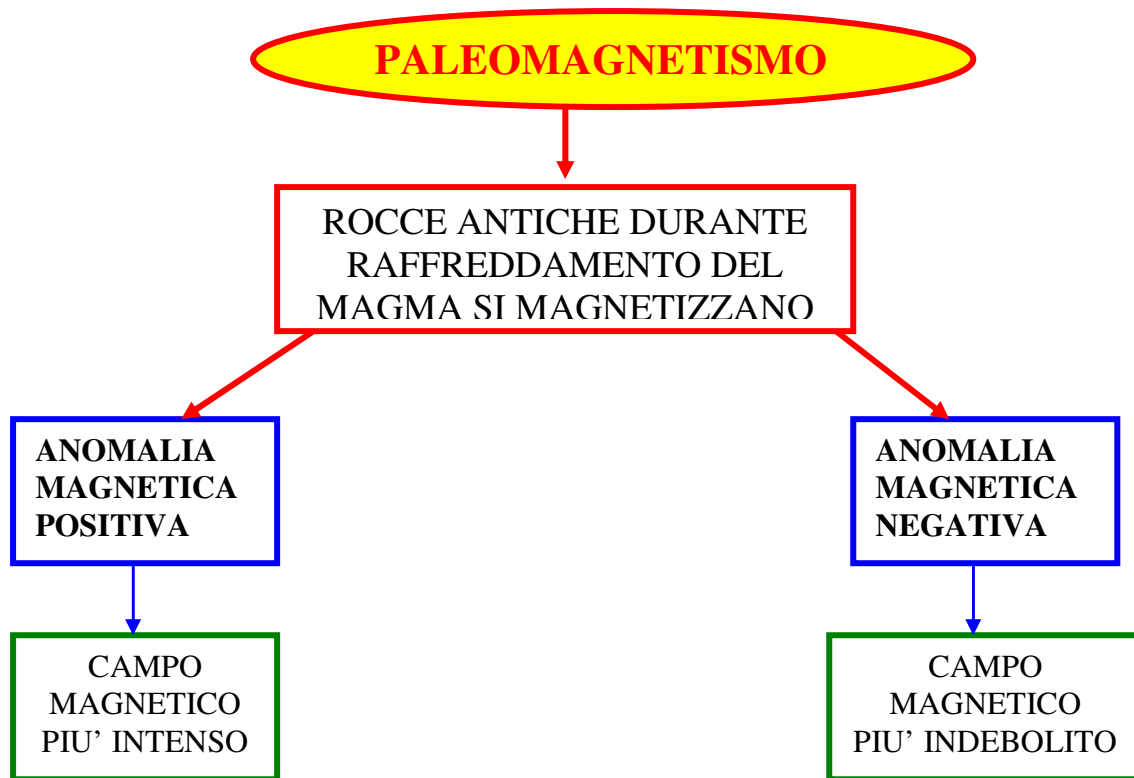 PALEOMAGNETISMO
ROCCE ANTICHE DURANTE
RAFFREDDAMENTO DEL
MAGMA SI MAGNETIZZANO
ANOMALIA
MAGNETICA
POSITIVA
ANOMALIA
MAGNETICA
NEGATIVA
CAMPO
MAGNETICO
PIU' INTENSO
CAMPO
MAGNETICO
PIU' INDEBOLITO